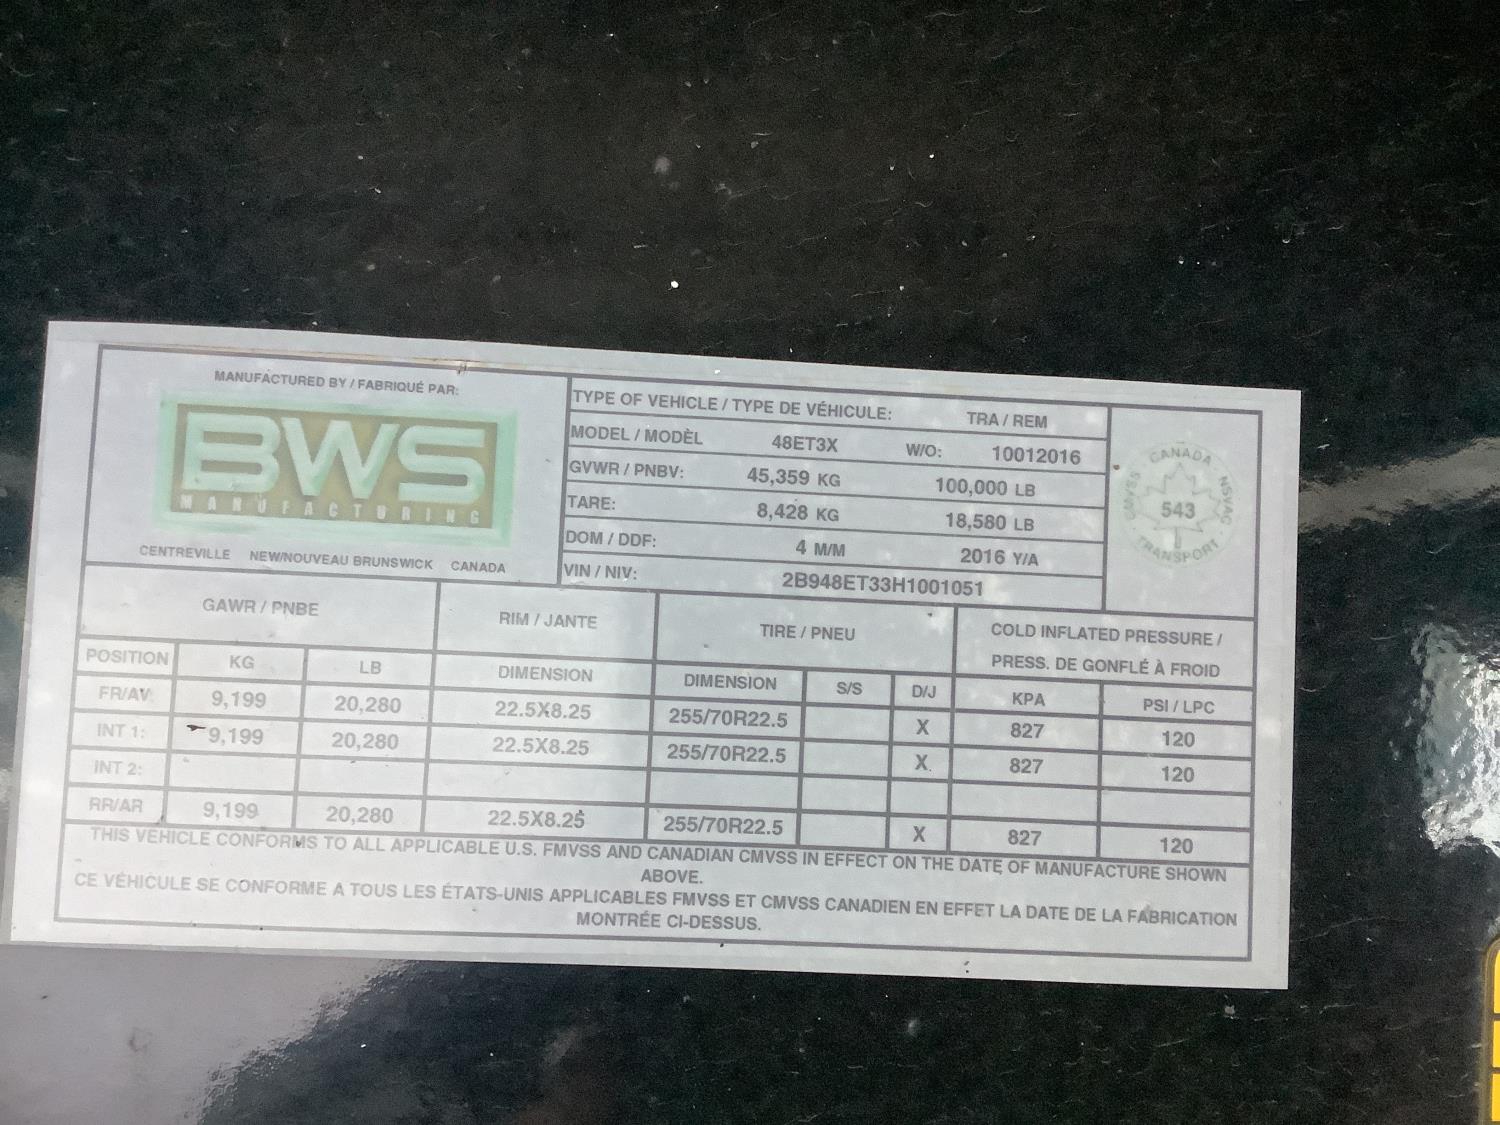 MANUFACTURED BY / FABRIQUÉ PAR:
BWS
MANUFACTURING
CENTREVILLE NEW/NOUVEAU BRUNSWICK CANADA
TYPE OF VEHICLE / TYPE DE VÉHICULE: TRA / REM
MODEL / MODÈL 48ET3X W/O: 10012016
GVWR / PNBV: 45,359 KG 100,000 LB
TARE: 8,428 KG 18,580 LB
DOM / DDF: 4 M/M 2016 Y/A
VIN / NIV: 2B948ET33H1001051
CANADA
CMVSS 543 NSVAC
TRANSPORT
GAWR / PNBE RIM / JANTE TIRE / PNEU COLD INFLATED PRESSURE /
PRESS. DE GONFLÉ À FROID
POSITION KG LB DIMENSION DIMENSION S/S D/J KPA PSI / LPC
FR/AV: 9,199 20,280 22.5X8.25 255/70R22.5 X 827 120
INT 1: 9,199 20,280 22.5X8.25 255/70R22.5 X 827 120
INT 2:
RR/AR 9,199 20,280 22.5X8.25 255/70R22.5 X 827 120
THIS VEHICLE CONFORMS TO ALL APPLICABLE U.S. FMVSS AND CANADIAN CMVSS IN EFFECT ON THE DATE OF MANUFACTURE SHOWN
ABOVE.
CE VÉHICULE SE CONFORME A TOUS LES ÉTATS-UNIS APPLICABLES FMVSS ET CMVSS CANADIEN EN EFFET LA DATE DE LA FABRICATION
MONTRÉE CI-DESSUS.